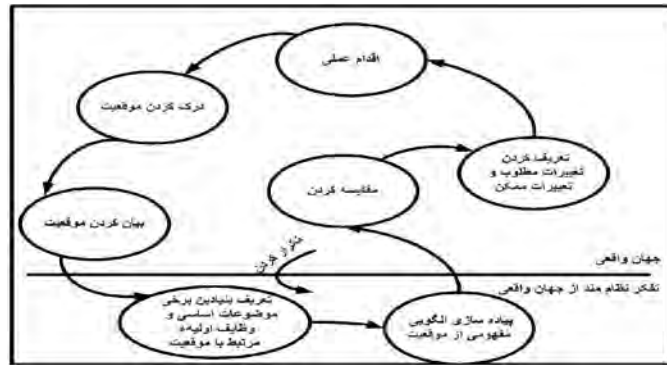 اقدام عملی
درک کردن موقعیت
بیان کردن موقعیت
تعریف بنیادین برخی
موضوعات اساسی و
وظایف اولیه‌ء
مرتبط با موقعیت
پیاده سازی الگویی
مفهومی از موقعیت
مقایسه کردن
تعریف کردن
تغییرات مطلوب و
تغییرات ممکن
تکرار کردن
جهان واقعی
تفکر نظام مند از جهان واقعی